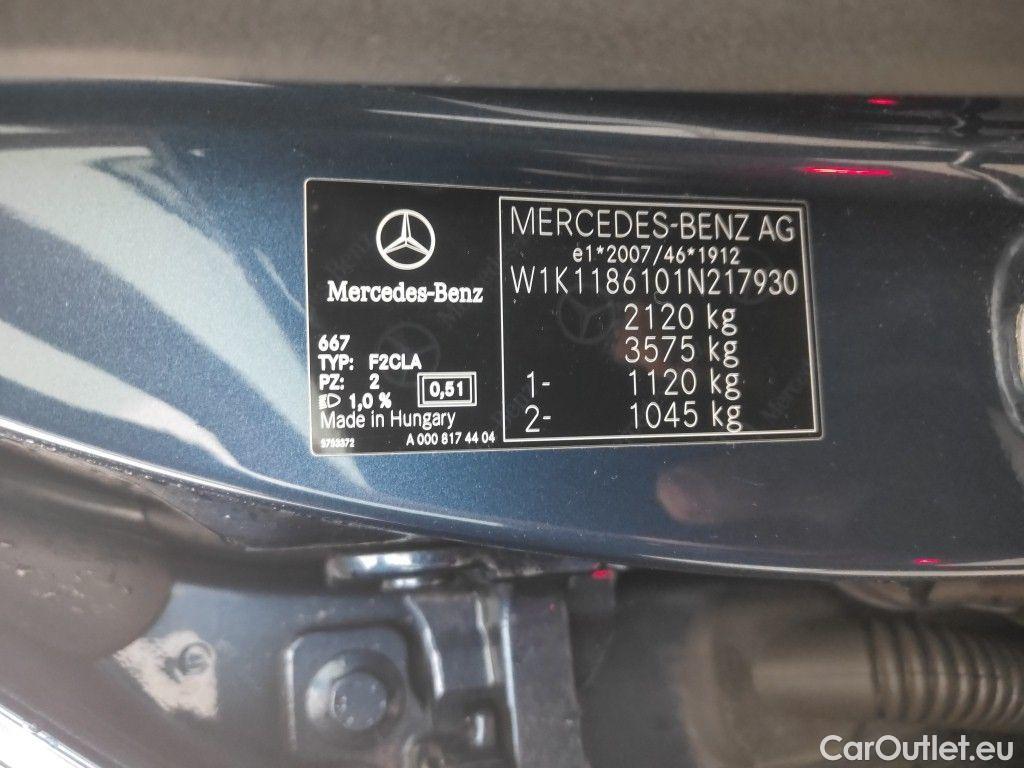 Mercedes-Benz
667
TYP: F2CLA
PZ: 2
1,0 %
0,51
Made in Hungary
A 000 817 44 04
MERCEDES-BENZ AG
e1*2007/46*1912
W1K1186101N217930
2120 kg
3575 kg
1- 1120 kg
2- 1045 kg
CarOutlet.eu